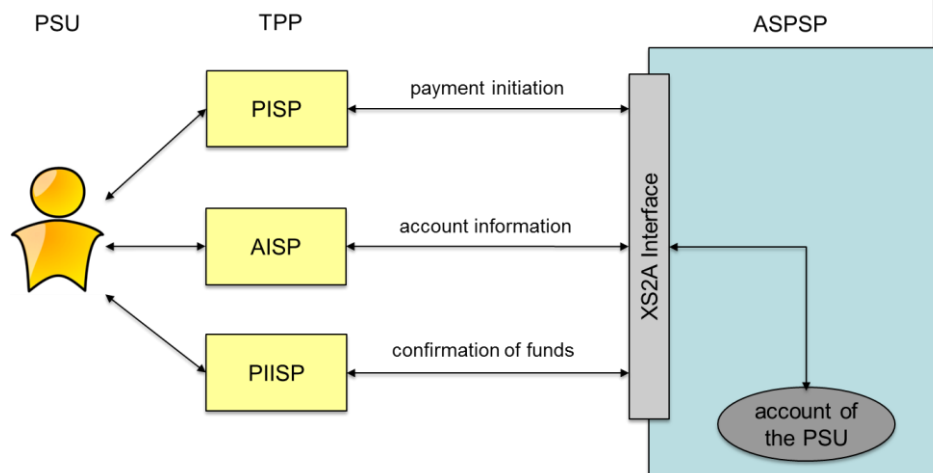 PSU
TPP
ASPSP
PISP
payment initiation
AISP
account information
PIISP
confirmation of funds
XS2A Interface
account of
the PSU